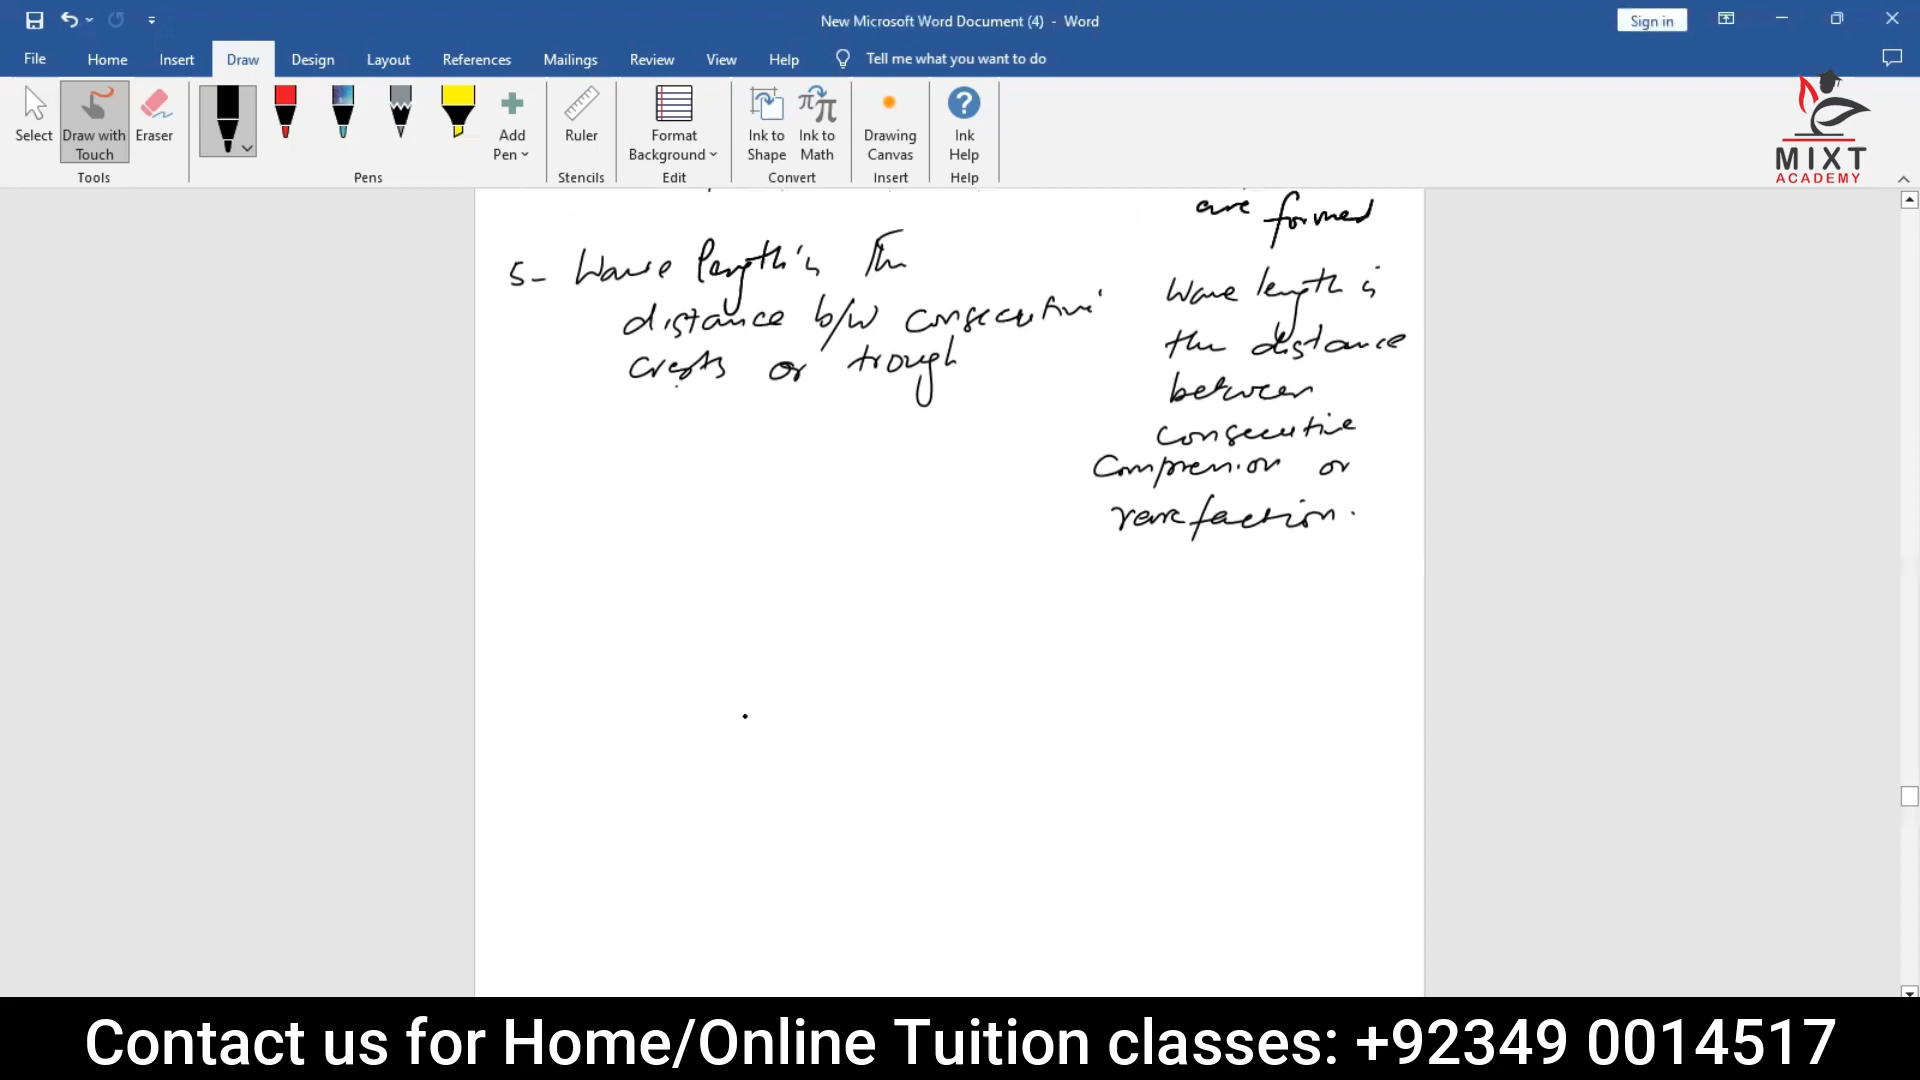 New Microsoft Word Document (4) - Word
Sign in
File Home Insert Draw Design Layout References Mailings Review View Help Tell me what you want to do
Select Draw with Touch Eraser Add Pen Ruler Format Background Ink to Shape Ink to Math Drawing Canvas Ink Help
Tools Pens Stencils Edit Convert Insert Help
MIXT
ACADEMY
are formed
5- Wave length is The
distance b/w consecutive
crests or trough
Wave length is
the distance
between
consecutive
Compression or
rarefaction.
Contact us for Home/Online Tuition classes: +92349 0014517